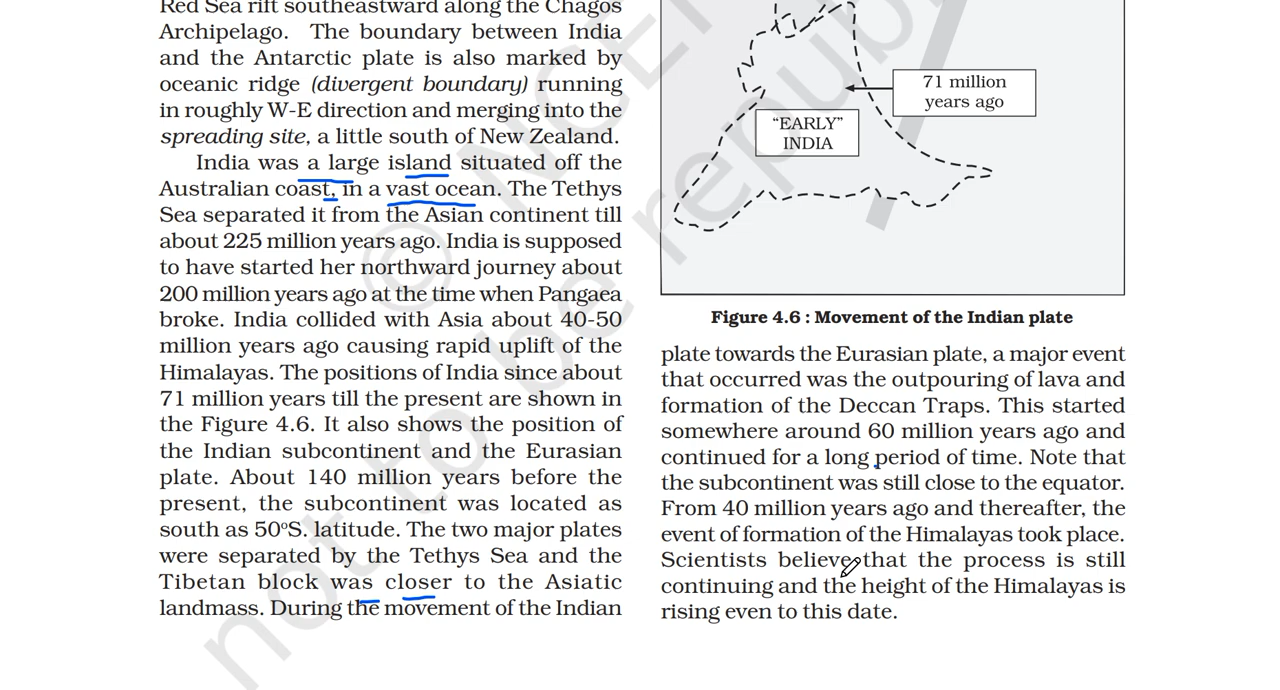 Red Sea rift southeastward along the Chagos
Archipelago. The boundary between India
and the Antarctic plate is also marked by
oceanic ridge (divergent boundary) running
in roughly W-E direction and merging into the
spreading site, a little south of New Zealand.
India was a large island situated off the
Australian coast, in a vast ocean. The Tethys
Sea separated it from the Asian continent till
about 225 million years ago. India is supposed
to have started her northward journey about
200 million years ago at the time when Pangaea
broke. India collided with Asia about 40-50
million years ago causing rapid uplift of the
Himalayas. The positions of India since about
71 million years till the present are shown in
the Figure 4.6. It also shows the position of
the Indian subcontinent and the Eurasian
plate. About 140 million years before the
present, the subcontinent was located as
south as 50oS. latitude. The two major plates
were separated by the Tethys Sea and the
Tibetan block was closer to the Asiatic
landmass. During the movement of the Indian
71 million
years ago
“EARLY”
INDIA
Figure 4.6 : Movement of the Indian plate
plate towards the Eurasian plate, a major event
that occurred was the outpouring of lava and
formation of the Deccan Traps. This started
somewhere around 60 million years ago and
continued for a long period of time. Note that
the subcontinent was still close to the equator.
From 40 million years ago and thereafter, the
event of formation of the Himalayas took place.
Scientists believe that the process is still
continuing and the height of the Himalayas is
rising even to this date.
© NCE
not to be republ